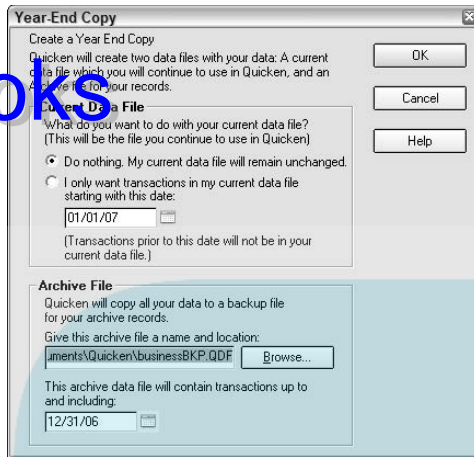 Year-End Copy
Create a Year End Copy
Quicken will create two data files with your data: A current
data file which you will continue to use in Quicken, and an
Archive file for your records.
oks
Current Data File
What do you want to do with your current data file?
(This will be the file you continue to use in Quicken)
Do nothing. My current data file will remain unchanged.
I only want transactions in my current data file
starting with this date:
01/01/07
(Transactions prior to this date will not be in your
current data file.)
Archive File
Quicken will copy all your data to a backup file
for your archive records.
Give this archive file a name and location:
uments\Quicken\businessBKP.QDF
Browse...
This archive data file will contain transactions up to
and including:
12/31/06
OK
Cancel
Help